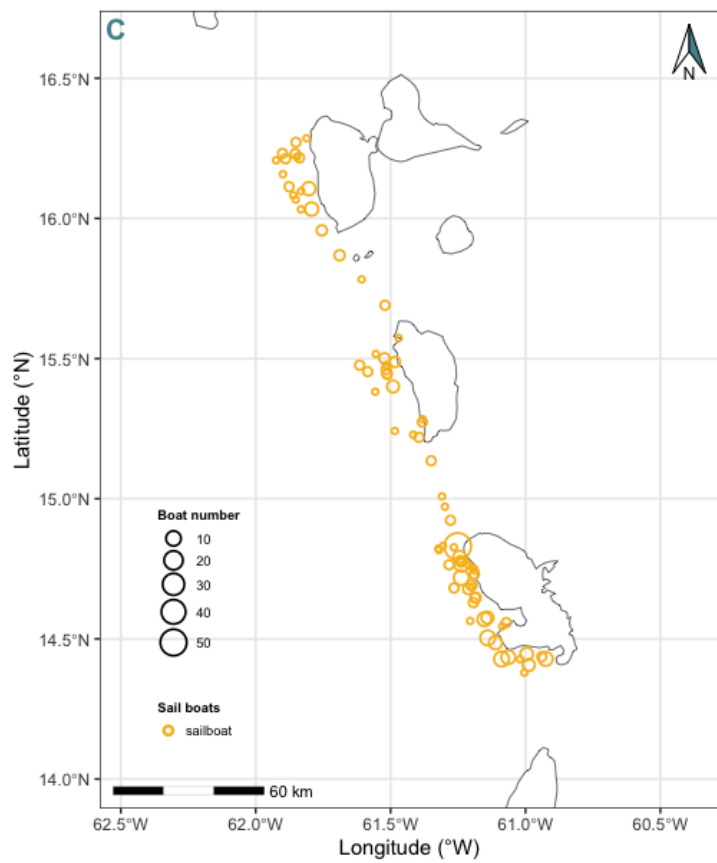 C
N
16.5°N
16.0°N
15.5°N
15.0°N
14.5°N
14.0°N
Latitude (°N)
Boat number
10
20
30
40
50
Sail boats
sailboat
60 km
62.5°W
62.0°W
61.5°W
61.0°W
60.5°W
Longitude (°W)